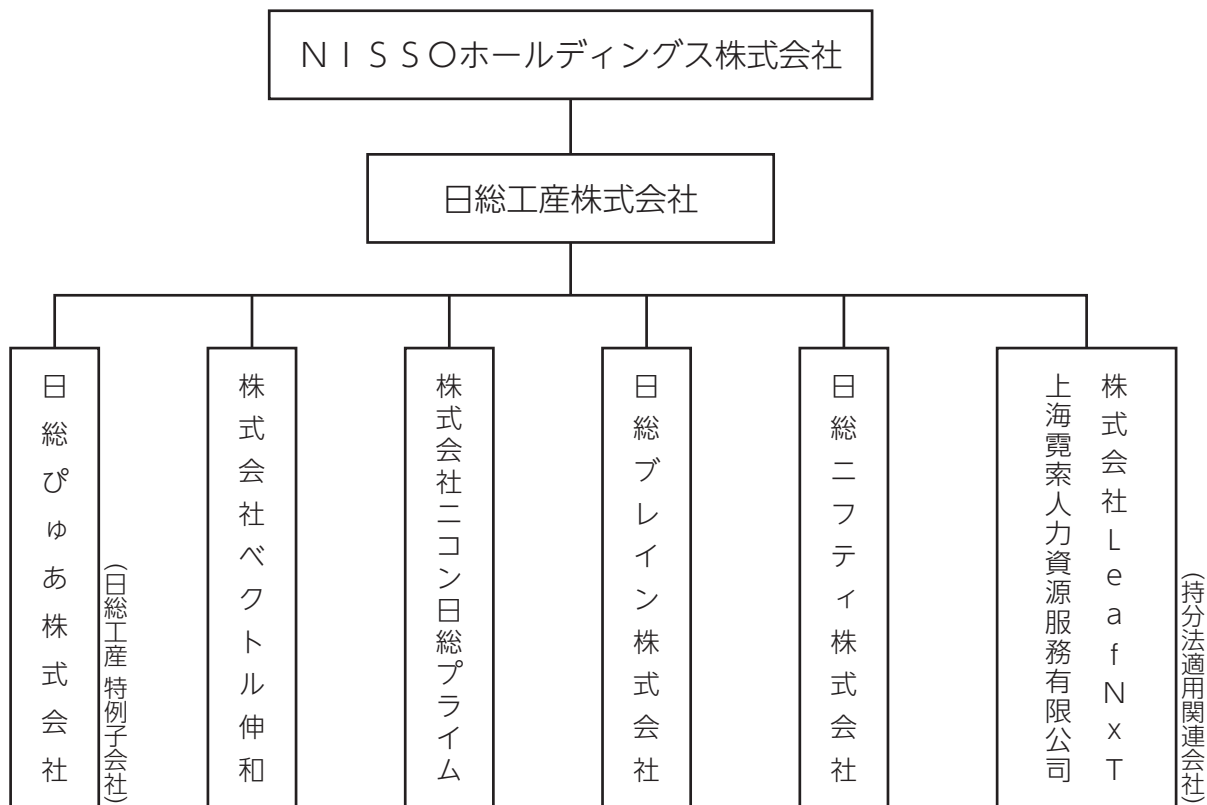 ＮＩＳＳＯホールディングス株式会社
日総工産株式会社
日総ぴゅあ株式会社
(日総工産 特例子会社)
株式会社ベクトル伸和
株式会社ニコン日総プライム
日総ブレイン株式会社
日総ニフティ株式会社
株式会社ＬｅａｆＮｘＴ
上海霓索人力資源服務有限公司
(持分法適用関連会社)